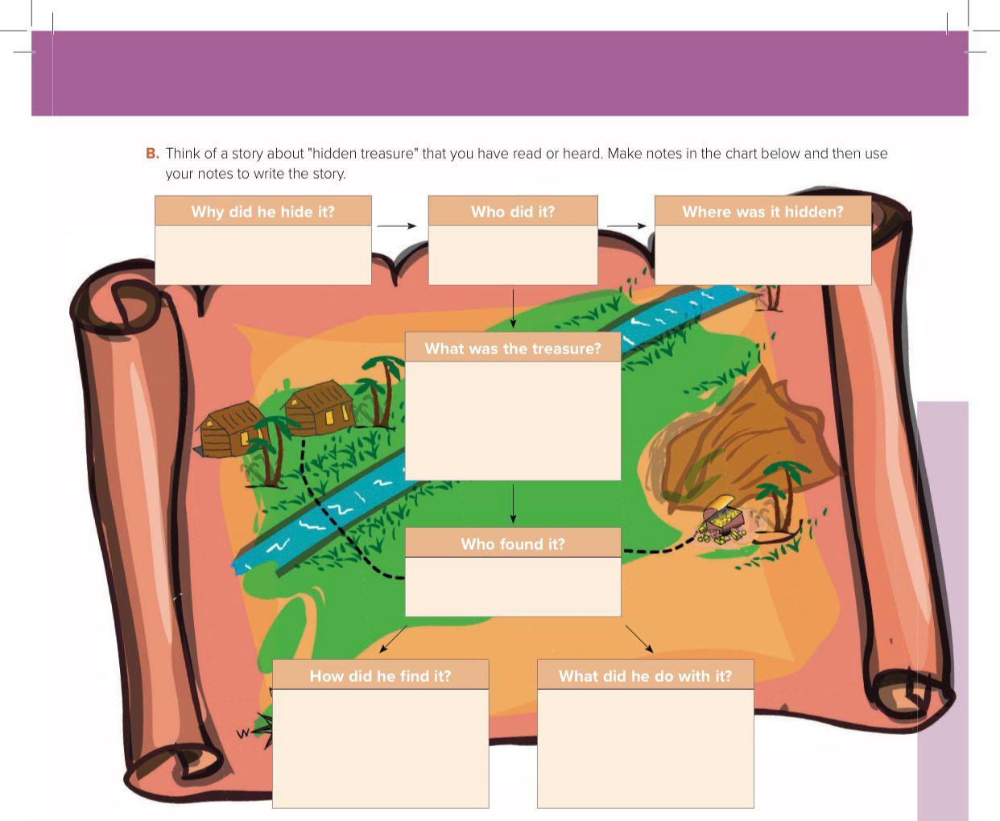 B. Think of a story about "hidden treasure" that you have read or heard. Make notes in the chart below and then use
your notes to write the story.
Why did he hide it?
Who did it?
Where was it hidden?
What was the treasure?
Who found it?
How did he find it?
What did he do with it?
W